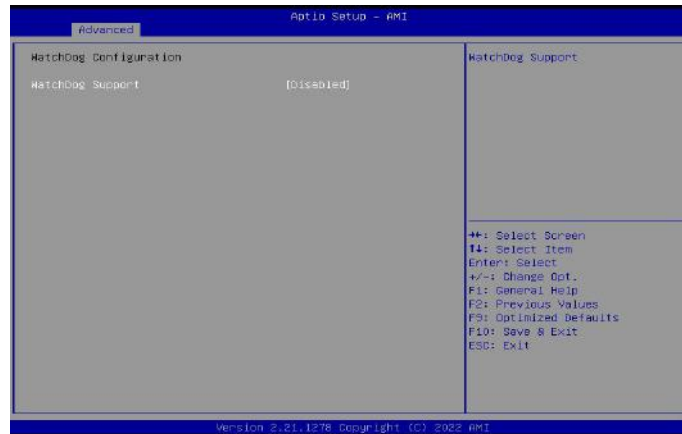 Aptio Setup - AMI
Advanced
WatchDog Configuration
WatchDog Support [Disabled]
WatchDog Support
→←: Select Screen
↑↓: Select Item
Enter: Select
+/-: Change Opt.
F1: General Help
F2: Previous Values
F9: Optimized Defaults
F10: Save & Exit
ESC: Exit
Version 2.21.1278 Copyright (C) 2022 AMI